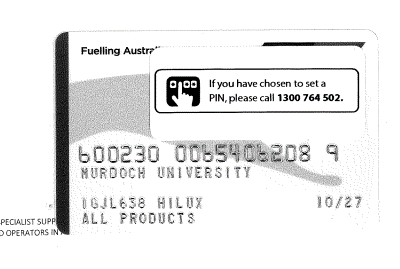 Fuelling Austral
If you have chosen to set a
PIN, please call 1300 764 502.
600230 0065406208 9
MURDOCH UNIVERSITY
1GJL638 HILUX 10/27
ALL PRODUCTS
PECIALIST SUPP
D OPERATORS IN